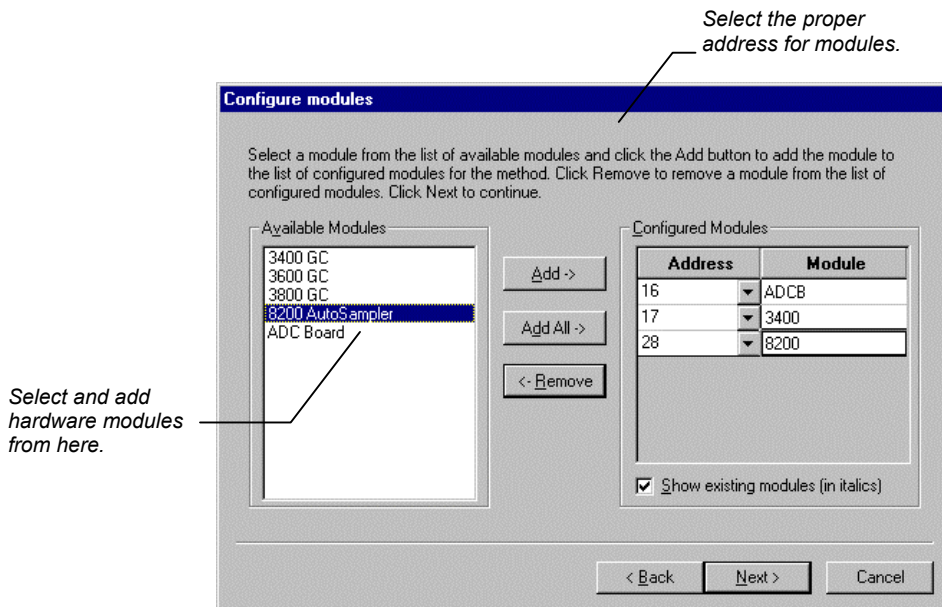 Select the proper
address for modules.
Configure modules
Select a module from the list of available modules and click the Add button to add the module to
the list of configured modules for the method. Click Remove to remove a module from the list of
configured modules. Click Next to continue.
Available Modules
3400 GC
3600 GC
3800 GC
8200 AutoSampler
ADC Board
Select and add
hardware modules
from here.
Add ->
Add All ->
<- Remove
Configured Modules
Address Module
16 ADCB
17 3400
28 8200
Show existing modules (in italics)
< Back Next > Cancel